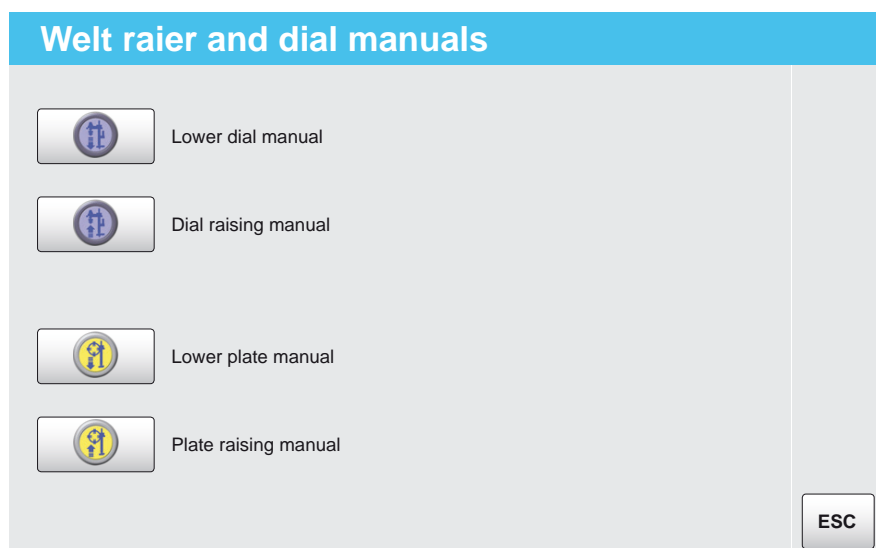 Welt raier and dial manuals
Lower dial manual
Dial raising manual
Lower plate manual
Plate raising manual
ESC